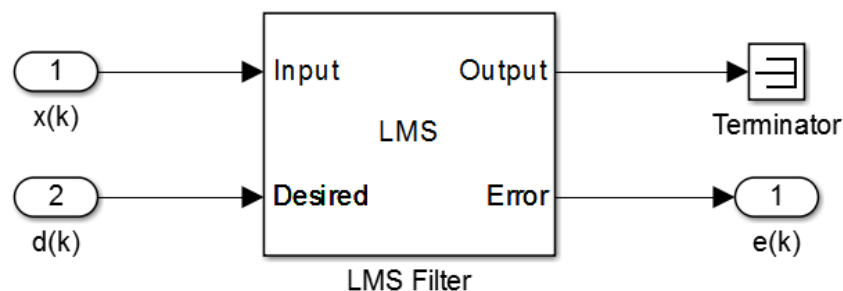 1
x(k)
2
d(k)
Input
Output
LMS
Desired
Error
LMS Filter
Terminator
1
e(k)